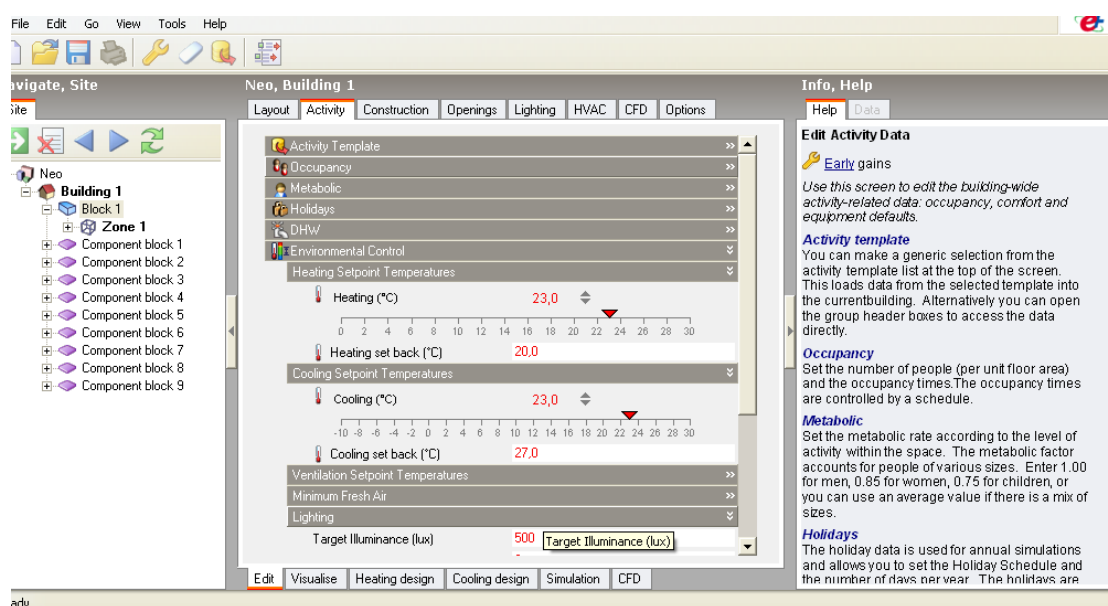 File Edit Go View Tools Help
avigate, Site
Site
Neo
Building 1
Block 1
Zone 1
Component block 1
Component block 2
Component block 3
Component block 4
Component block 5
Component block 6
Component block 7
Component block 8
Component block 9
Neo, Building 1
Layout Activity Construction Openings Lighting HVAC CFD Options
Activity Template
Occupancy
Metabolic
Holidays
DHW
Environmental Control
Heating Setpoint Temperatures
Heating (°C) 23,0
0 2 4 6 8 10 12 14 16 18 20 22 24 26 28 30
Heating set back (°C) 20,0
Cooling Setpoint Temperatures
Cooling (°C) 23,0
-10 -8 -6 -4 -2 0 2 4 6 8 10 12 14 16 18 20 22 24 26 28 30
Cooling set back (°C) 27,0
Ventilation Setpoint Temperatures
Minimum Fresh Air
Lighting
Target Illuminance (lux) 500 Target Illuminance (lux)
Edit Visualise Heating design Cooling design Simulation CFD
Info, Help
Help Data
Edit Activity Data
Early gains
Use this screen to edit the building-wide
activity-related data: occupancy, comfort and
equipment defaults.
Activity template
You can make a generic selection from the
activity template list at the top of the screen.
This loads data from the selected template into
the currentbuilding. Alternatively you can open
the group header boxes to access the data
directly.
Occupancy
Set the number of people (per unit floor area)
and the occupancy times.The occupancy times
are controlled by a schedule.
Metabolic
Set the metabolic rate according to the level of
activity within the space. The metabolic factor
accounts for people of various sizes. Enter 1.00
for men, 0.85 for women, 0.75 for children, or
you can use an average value if there is a mix of
sizes.
Holidays
The holiday data is used for annual simulations
and allows you to set the Holiday Schedule and
the number of days per year. The holidays are